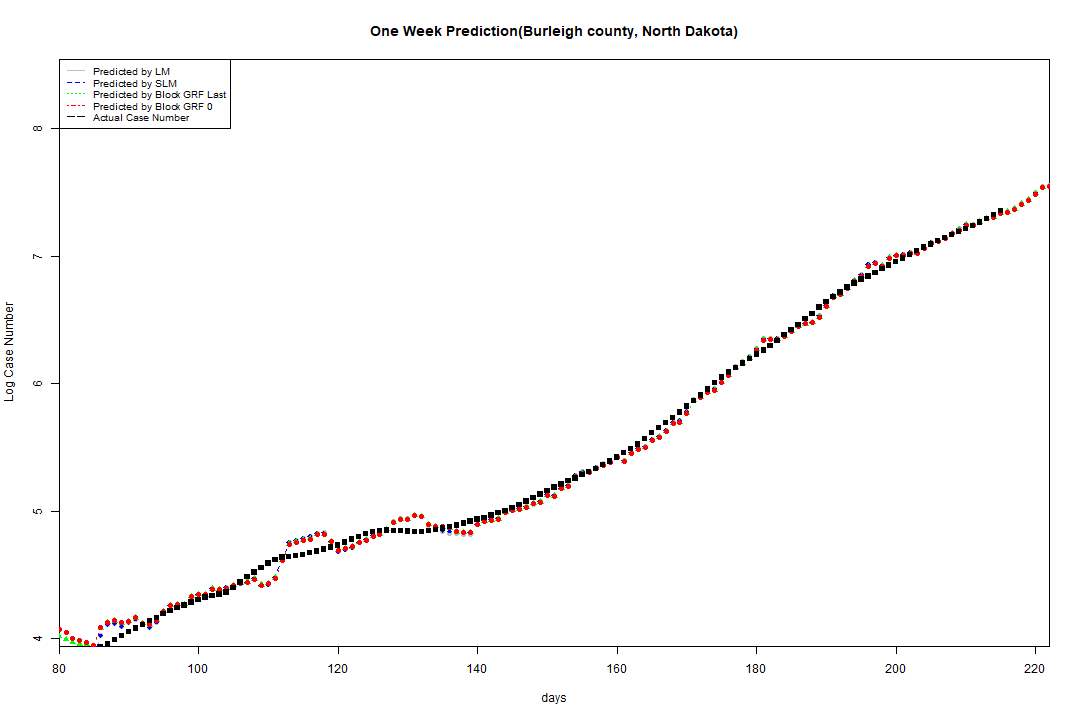 One Week Prediction(Burleigh county, North Dakota)
Predicted by LM
Predicted by SLM
Predicted by Block GRF Last
Predicted by Block GRF 0
Actual Case Number
8
7
6
5
4
Log Case Number
80 100 120 140 160 180 200 220
days